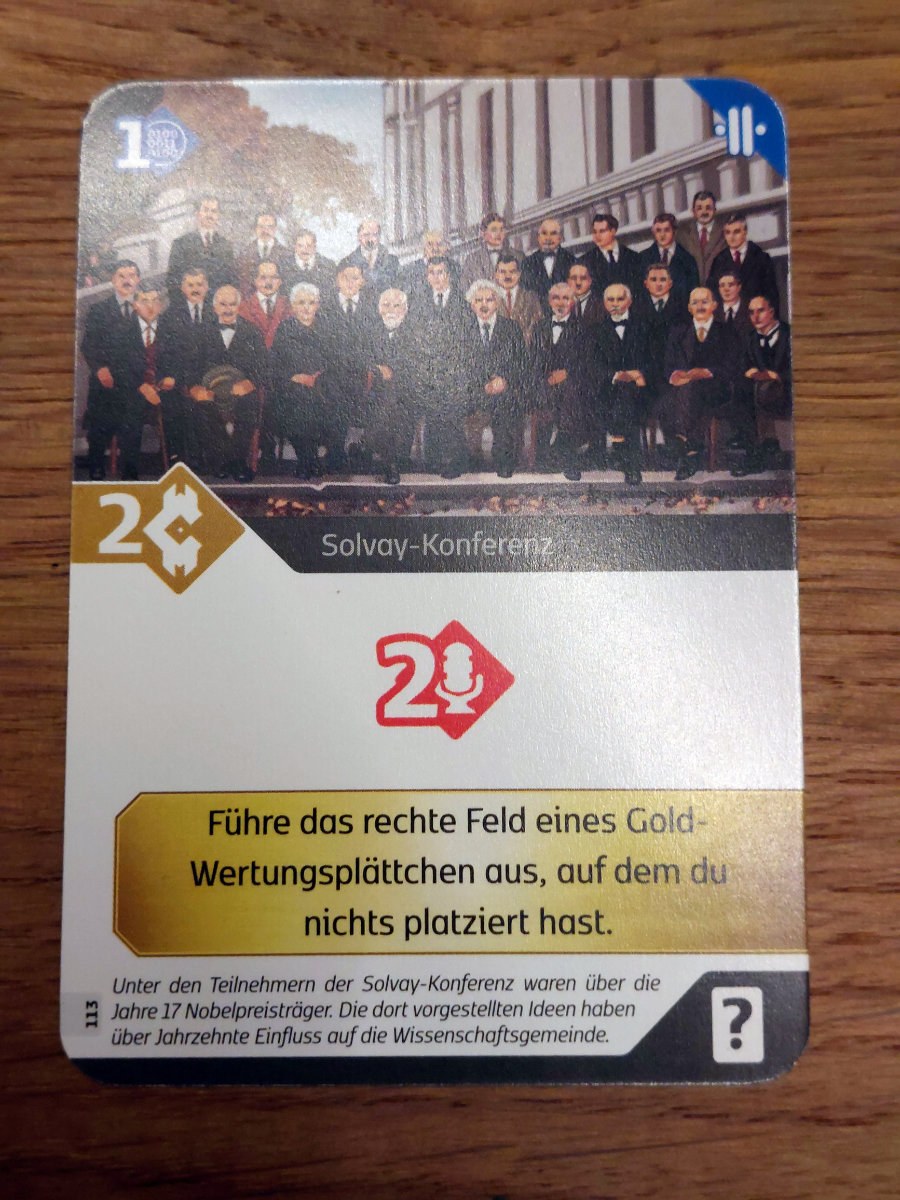 1
2
Solvay-Konferenz
2
Führe das rechte Feld eines Gold-
Wertungsplättchen aus, auf dem du
nichts platziert hast.
Unter den Teilnehmern der Solvay-Konferenz waren über die
Jahre 17 Nobelpreisträger. Die dort vorgestellten Ideen haben
über Jahrzehnte Einfluss auf die Wissenschaftsgemeinde.
113
?